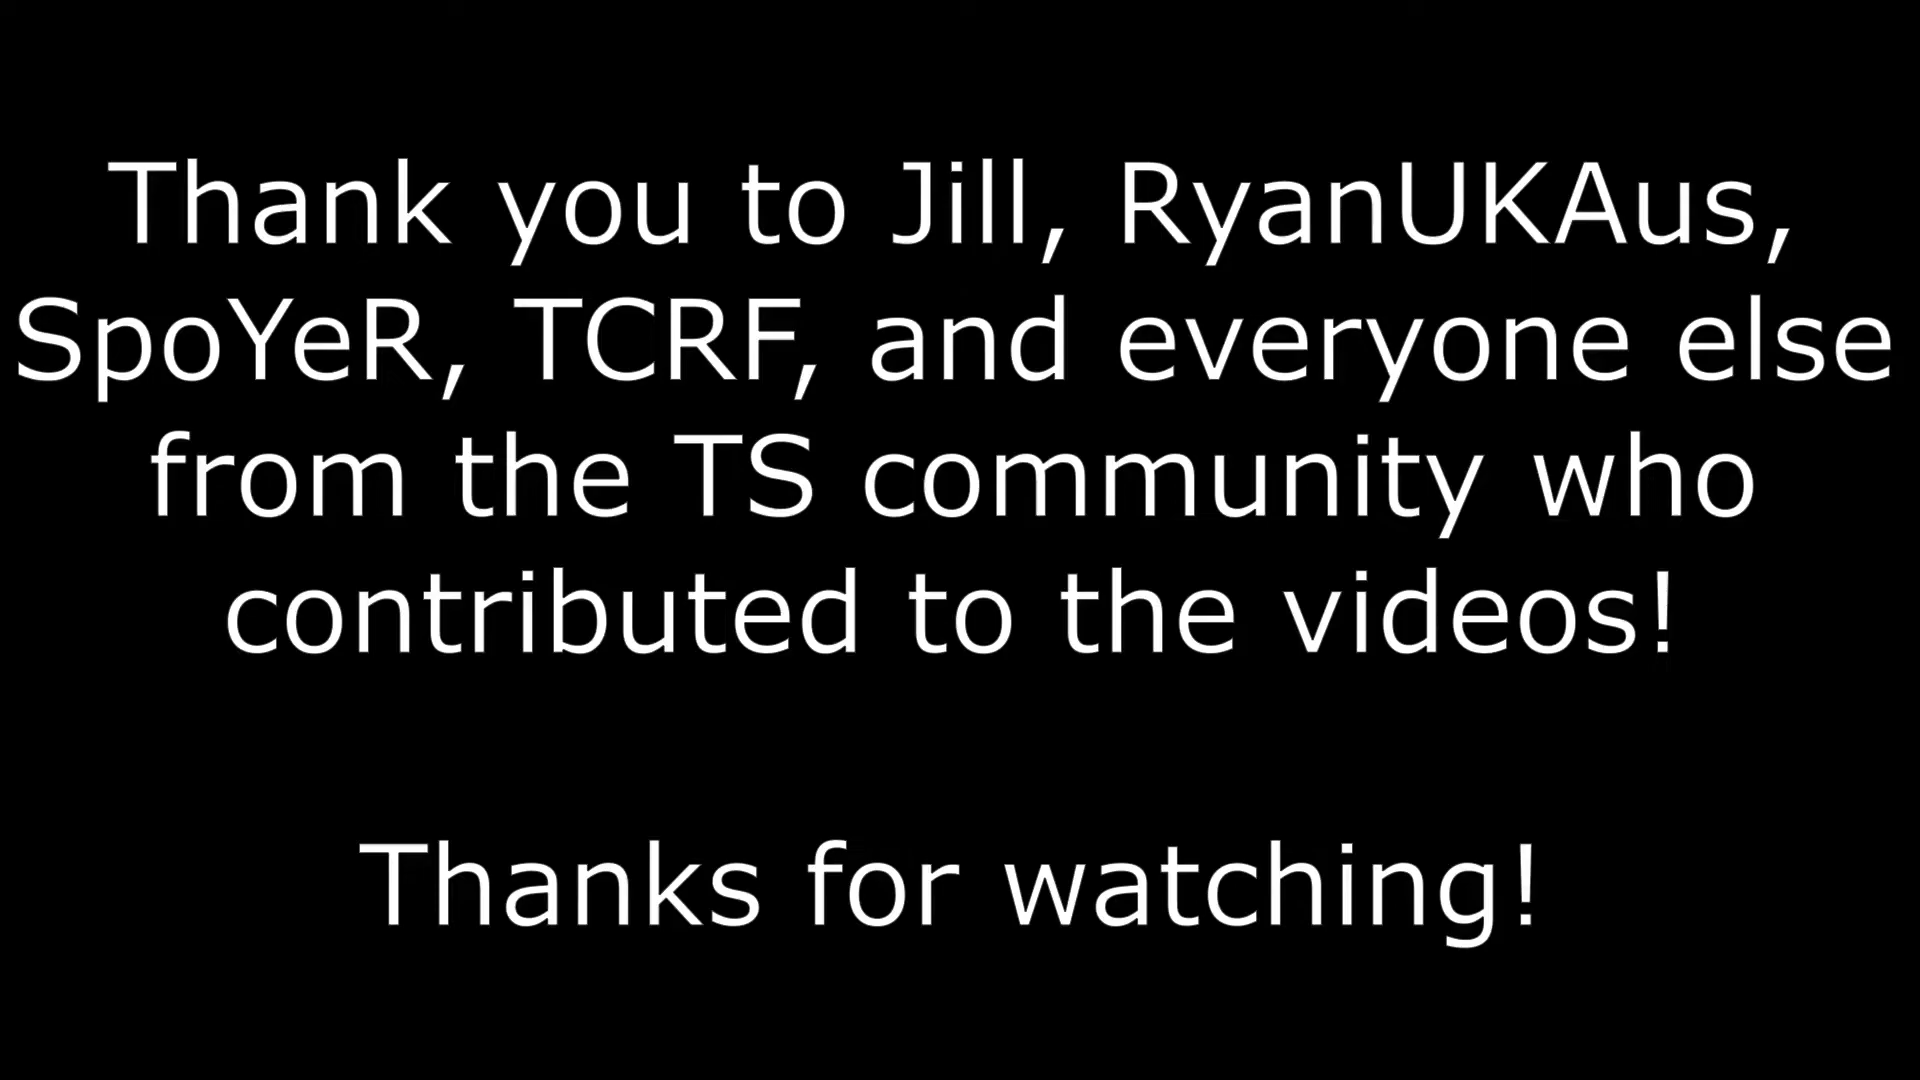 Thank you to Jill, RyanUKAus,
SpoYeR, TCRF, and everyone else
from the TS community who
contributed to the videos!
Thanks for watching!